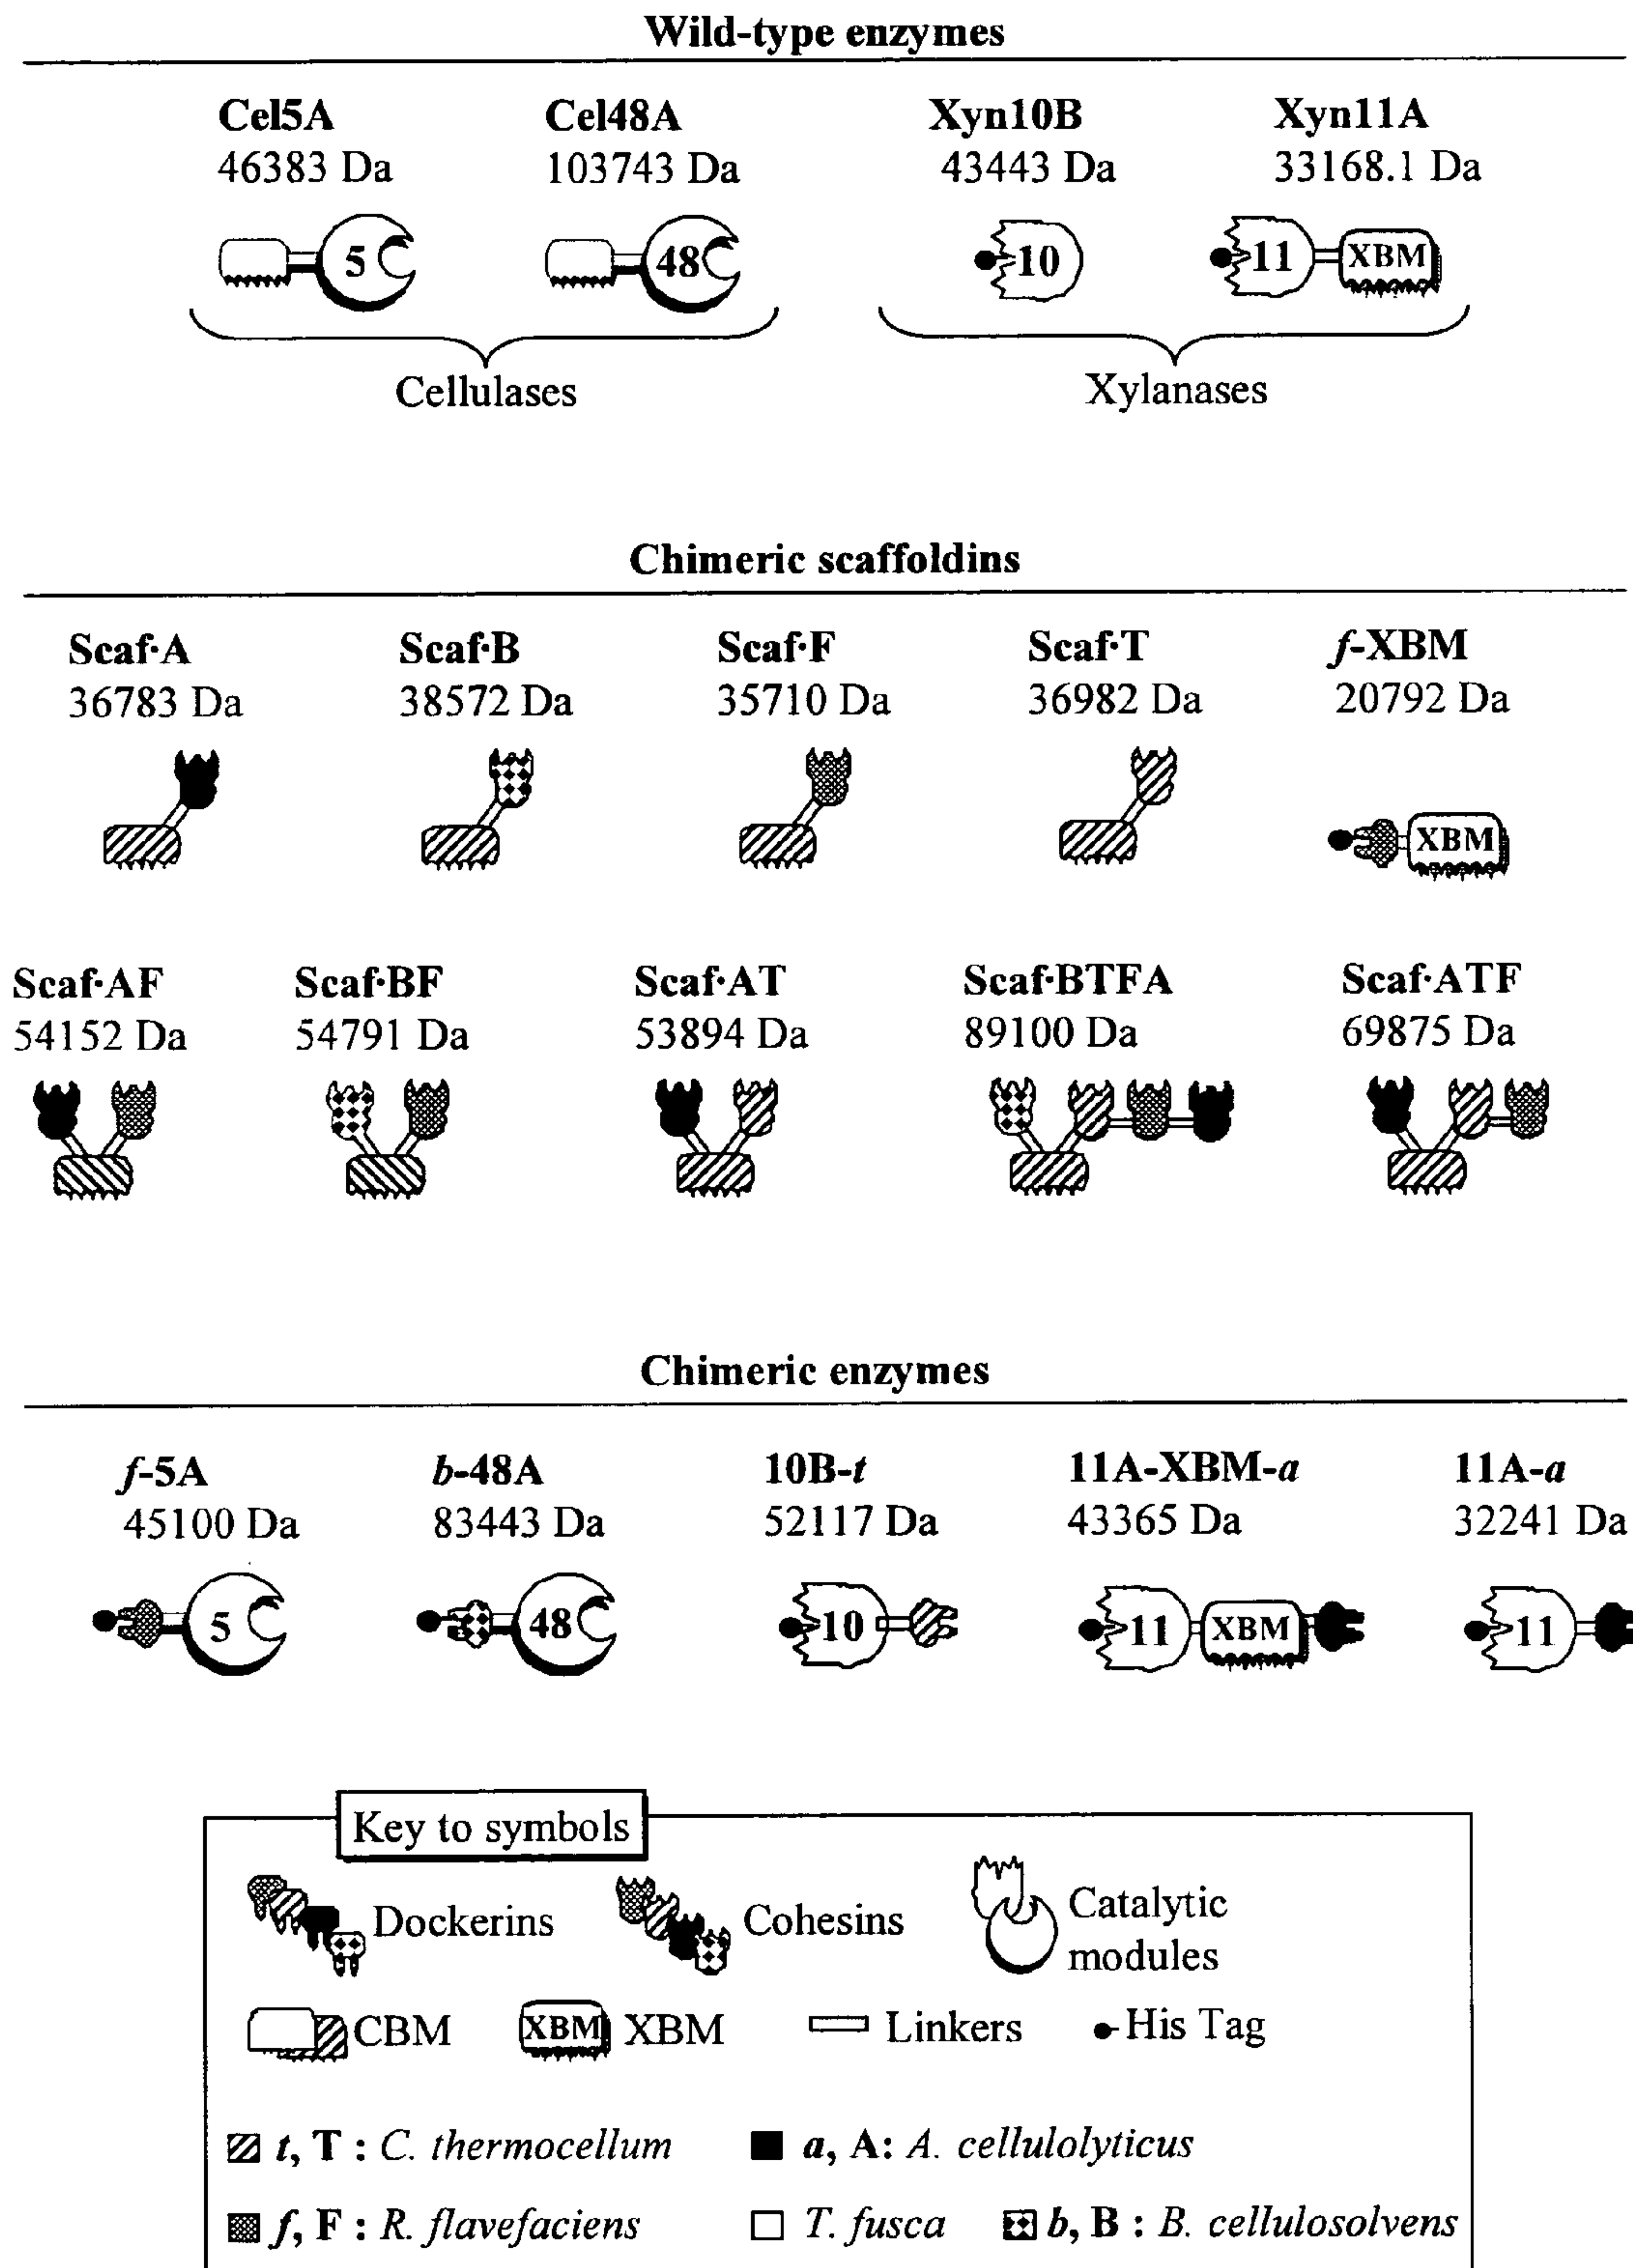 Wild-type enzymes
Cel5A Cel48A Xyn10B Xyn11A
46383 Da 103743 Da 43443 Da 33168.1 Da
5 48 10 11 XBM
Cellulases Xylanases
Chimeric scaffoldins
Scaf·A Scaf·B Scaf·F Scaf·T f-XBM
36783 Da 38572 Da 35710 Da 36982 Da 20792 Da
XBM
Scaf·AF Scaf·BF Scaf·AT Scaf·BTFA Scaf·ATF
54152 Da 54791 Da 53894 Da 89100 Da 69875 Da
Chimeric enzymes
f-5A b-48A 10B-t 11A-XBM-a 11A-a
45100 Da 83443 Da 52117 Da 43365 Da 32241 Da
5 48 10 11 XBM 11
Key to symbols
Dockerins Cohesins Catalytic
modules
CBM XBM XBM Linkers His Tag
t, T : C. thermocellum a, A: A. cellulolyticus
f, F : R. flavefaciens T. fusca b, B : B. cellulosolvens